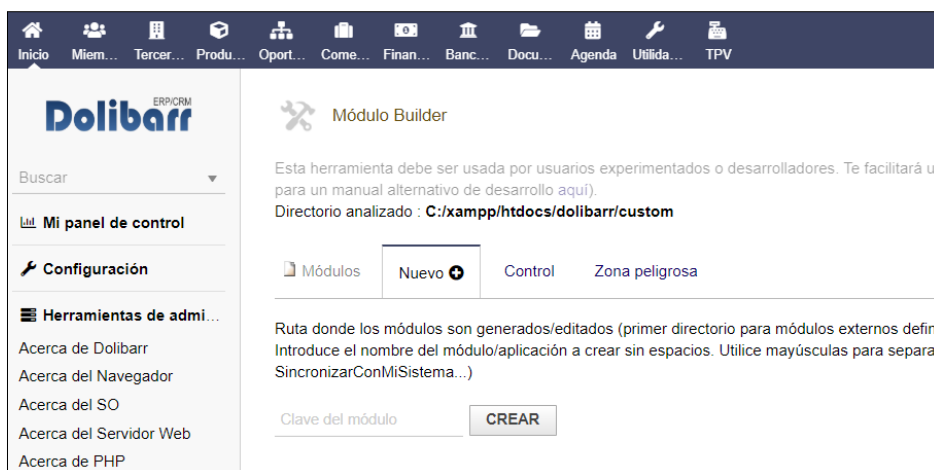 Inicio Miem... Tercer... Produ... Oport... Come... Finan... Banc... Docu... Agenda Utilida... TPV
Dolibarr ERP/CRM
Buscar
Mi panel de control
Configuración
Herramientas de admi...
Acerca de Dolibarr
Acerca del Navegador
Acerca del SO
Acerca del Servidor Web
Acerca de PHP
Módulo Builder
Esta herramienta debe ser usada por usuarios experimentados o desarrolladores. Te facilitará u
para un manual alternativo de desarrollo aquí).
Directorio analizado : C:/xampp/htdocs/dolibarr/custom
Módulos Nuevo Control Zona peligrosa
Ruta donde los módulos son generados/editados (primer directorio para módulos externos defin
Introduce el nombre del módulo/aplicación a crear sin espacios. Utilice mayúsculas para separa
SincronizarConMiSistema...)
Clave del módulo CREAR